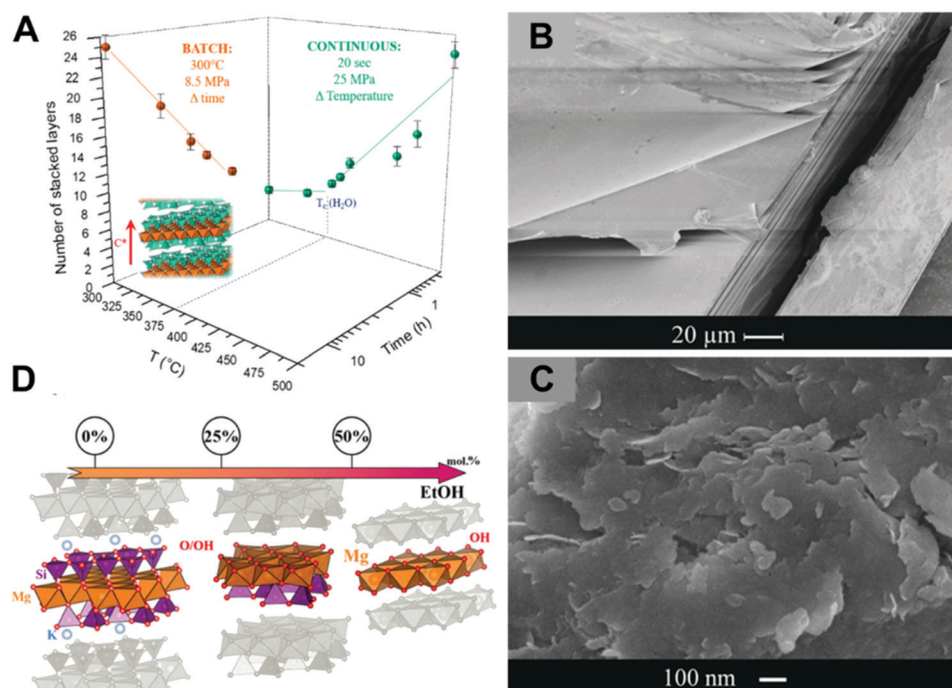 A
Number of stacked layers
26
24
22
20
18
16
14
12
10
8
6
4
2
0
BATCH:
300°C
8.5 MPa
Δ time
CONTINUOUS:
20 sec
25 MPa
Δ Temperature
Tc (H₂O)
C*
300
325
350
375
400
425
450
475
500
T (°C)
10
1
Time (h)
B
20 µm
D
0%
25%
50%
mol.%
EtOH
O/OH
Si
Mg
K
Mg
OH
C
100 nm